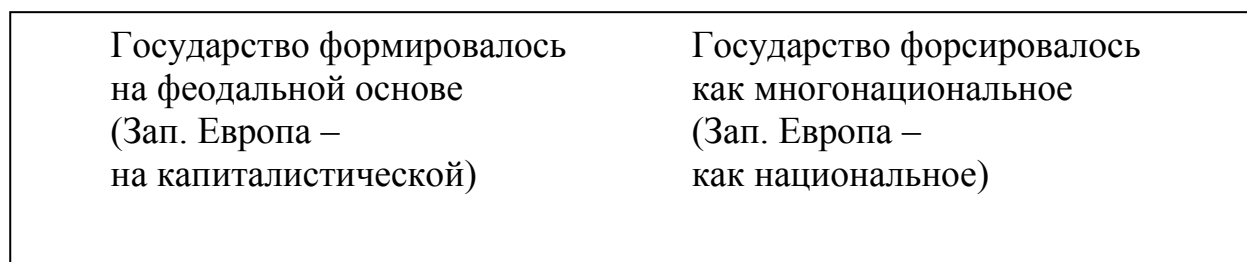 Государство формировалось
на феодальной основе
(Зап. Европа –
на капиталистической)
Государство форсировалось
как многонациональное
(Зап. Европа –
как национальное)